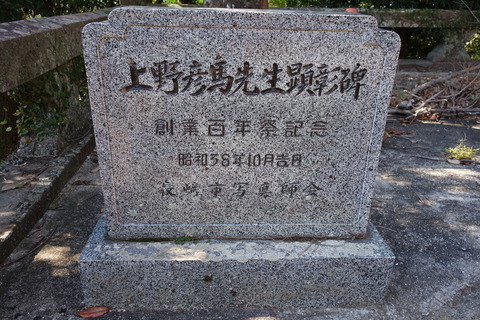 上野彦馬先生顕彰碑
創業百年祭記念
昭和38年10月吉日
長崎市写真師会